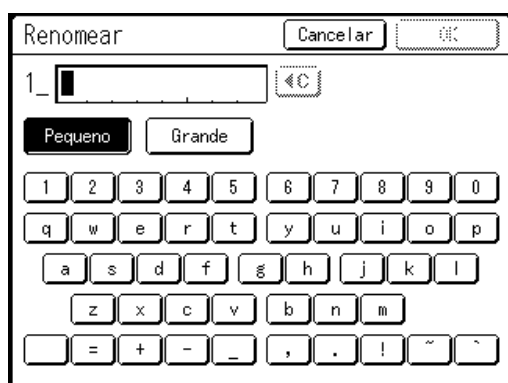 Renomear Cancelar OK
1_ C
Pequeno Grande
1 2 3 4 5 6 7 8 9 0
q w e r t y u i o p
a s d f g h j k l
z x c v b n m
= + - _ , . ! ~ `